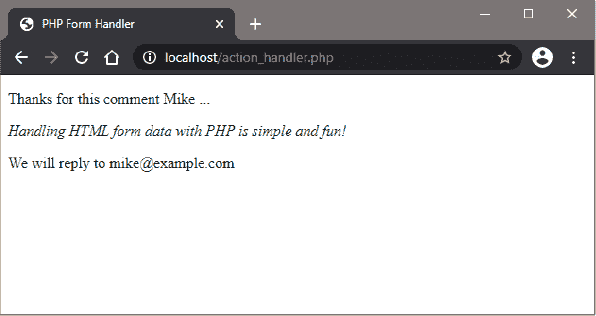 PHP Form Handler
localhost/action_handler.php
Thanks for this comment Mike ...
Handling HTML form data with PHP is simple and fun!
We will reply to mike@example.com